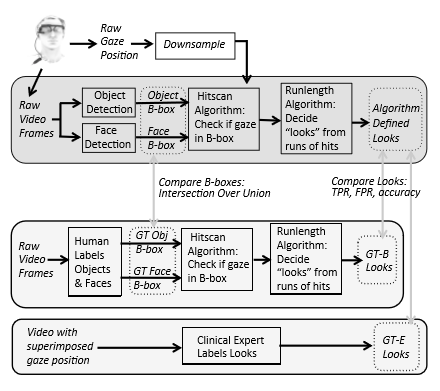 Raw
Gaze
Position
Downsample
Raw
Video
Frames
Object
Detection
Face
Detection
Object
B-box
Face
B-box
Hitscan
Algorithm:
Check if gaze
in B-box
Runlength
Algorithm:
Decide
“looks” from
runs of hits
Algorithm
Defined
Looks
Compare B-boxes:
Intersection Over Union
Compare Looks:
TPR, FPR, accuracy
Raw
Video
Frames
Human
Labels
Objects
& Faces
GT Obj
B-box
GT Face
B-box
Hitscan
Algorithm:
Check if gaze
in B-box
Runlength
Algorithm:
Decide
“looks” from
runs of hits
GT-B
Looks
Video with
superimposed
gaze position
Clinical Expert
Labels Looks
GT-E
Looks